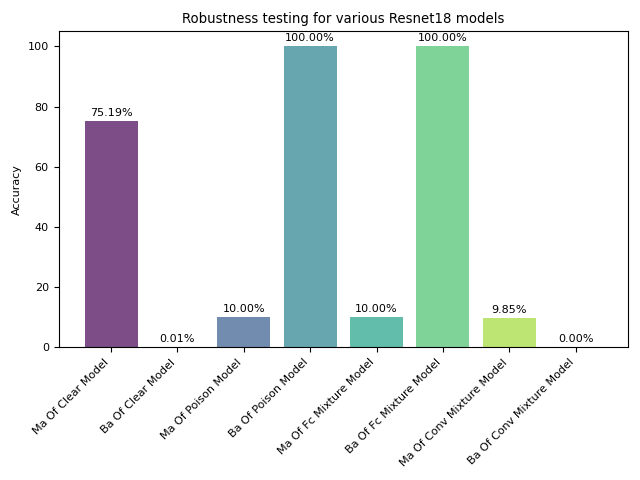 Robustness testing for various Resnet18 models
Accuracy
100
80
60
40
20
0
75.19%
0.01%
10.00%
100.00%
10.00%
100.00%
9.85%
0.00%
Ma Of Clear Model
Ba Of Clear Model
Ma Of Poison Model
Ba Of Poison Model
Ma Of Fc Mixture Model
Ba Of Fc Mixture Model
Ma Of Conv Mixture Model
Ba Of Conv Mixture Model